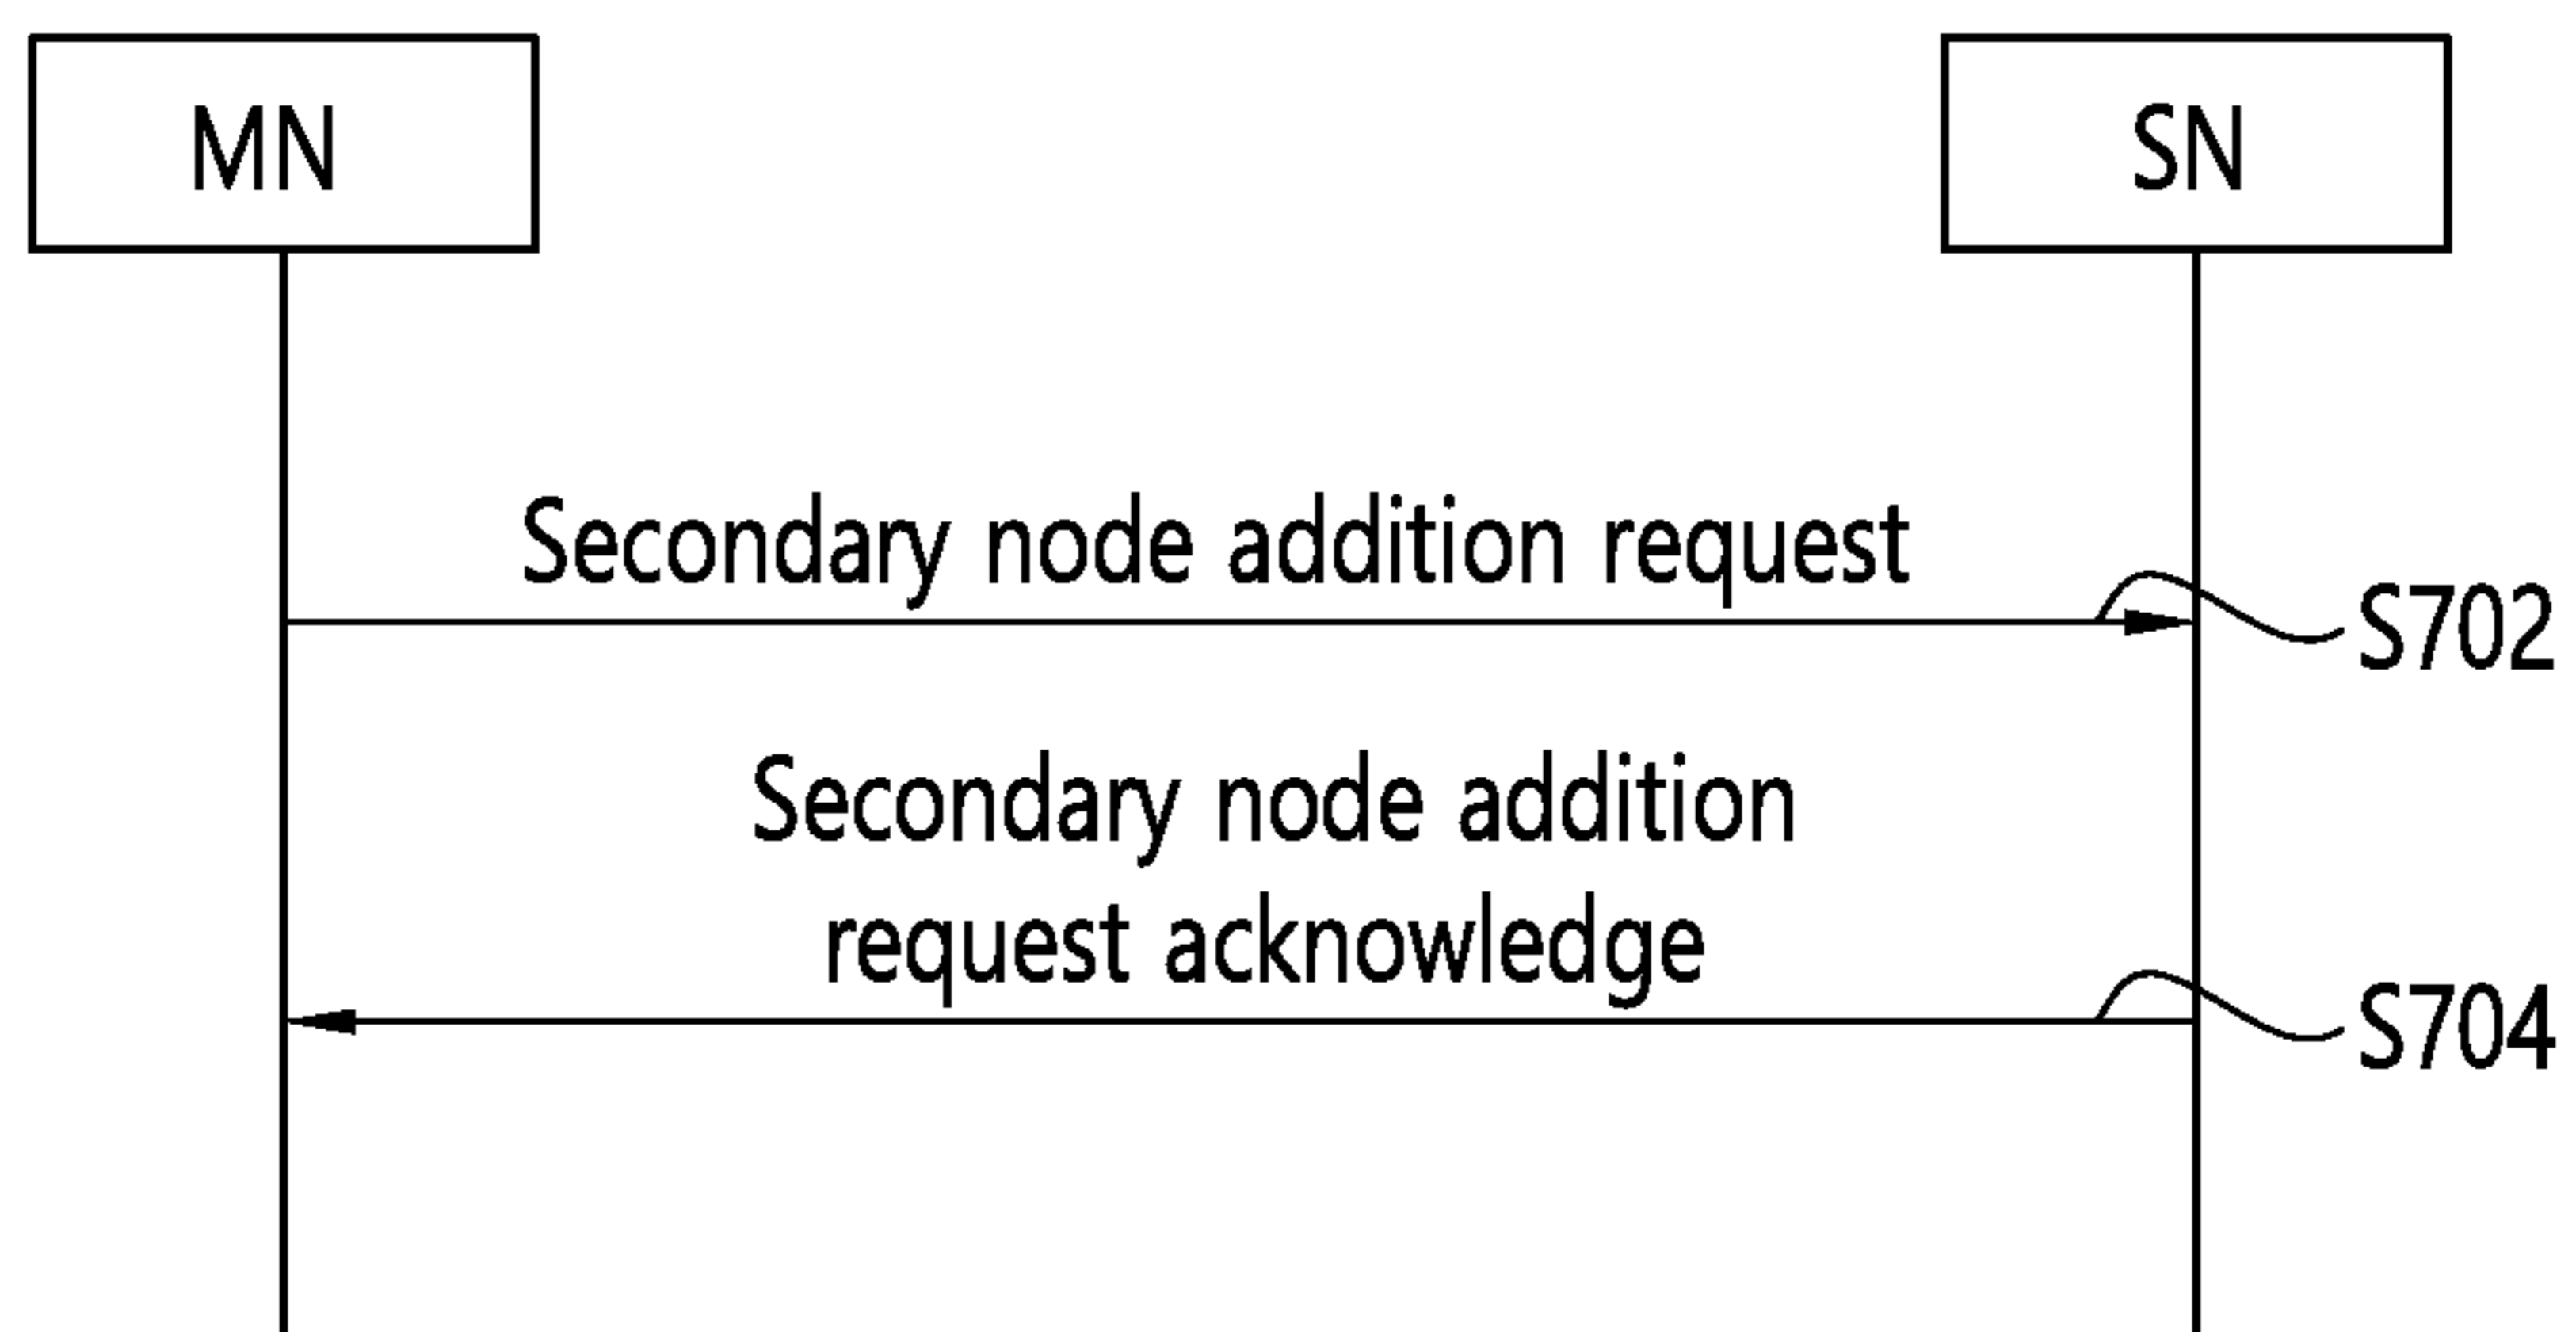 MN
SN
Secondary node addition request
S702
Secondary node addition
request acknowledge
S704